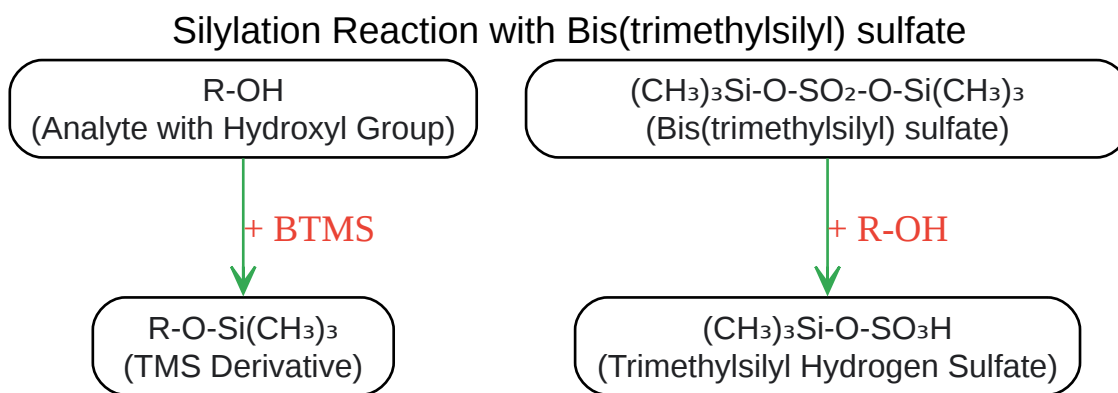 Silylation Reaction with Bis(trimethylsilyl) sulfate
R-OH
(Analyte with Hydroxyl Group)
(CH₃)₃Si-O-SO₂-O-Si(CH₃)₃
(Bis(trimethylsilyl) sulfate)
+ BTMS
+ R-OH
R-O-Si(CH₃)₃
(TMS Derivative)
(CH₃)₃Si-O-SO₃H
(Trimethylsilyl Hydrogen Sulfate)